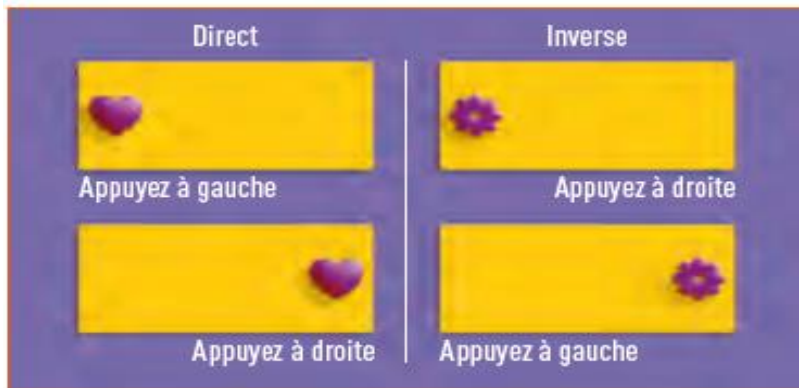 Direct
Inverse
Appuyez à gauche
Appuyez à droite
Appuyez à droite
Appuyez à gauche